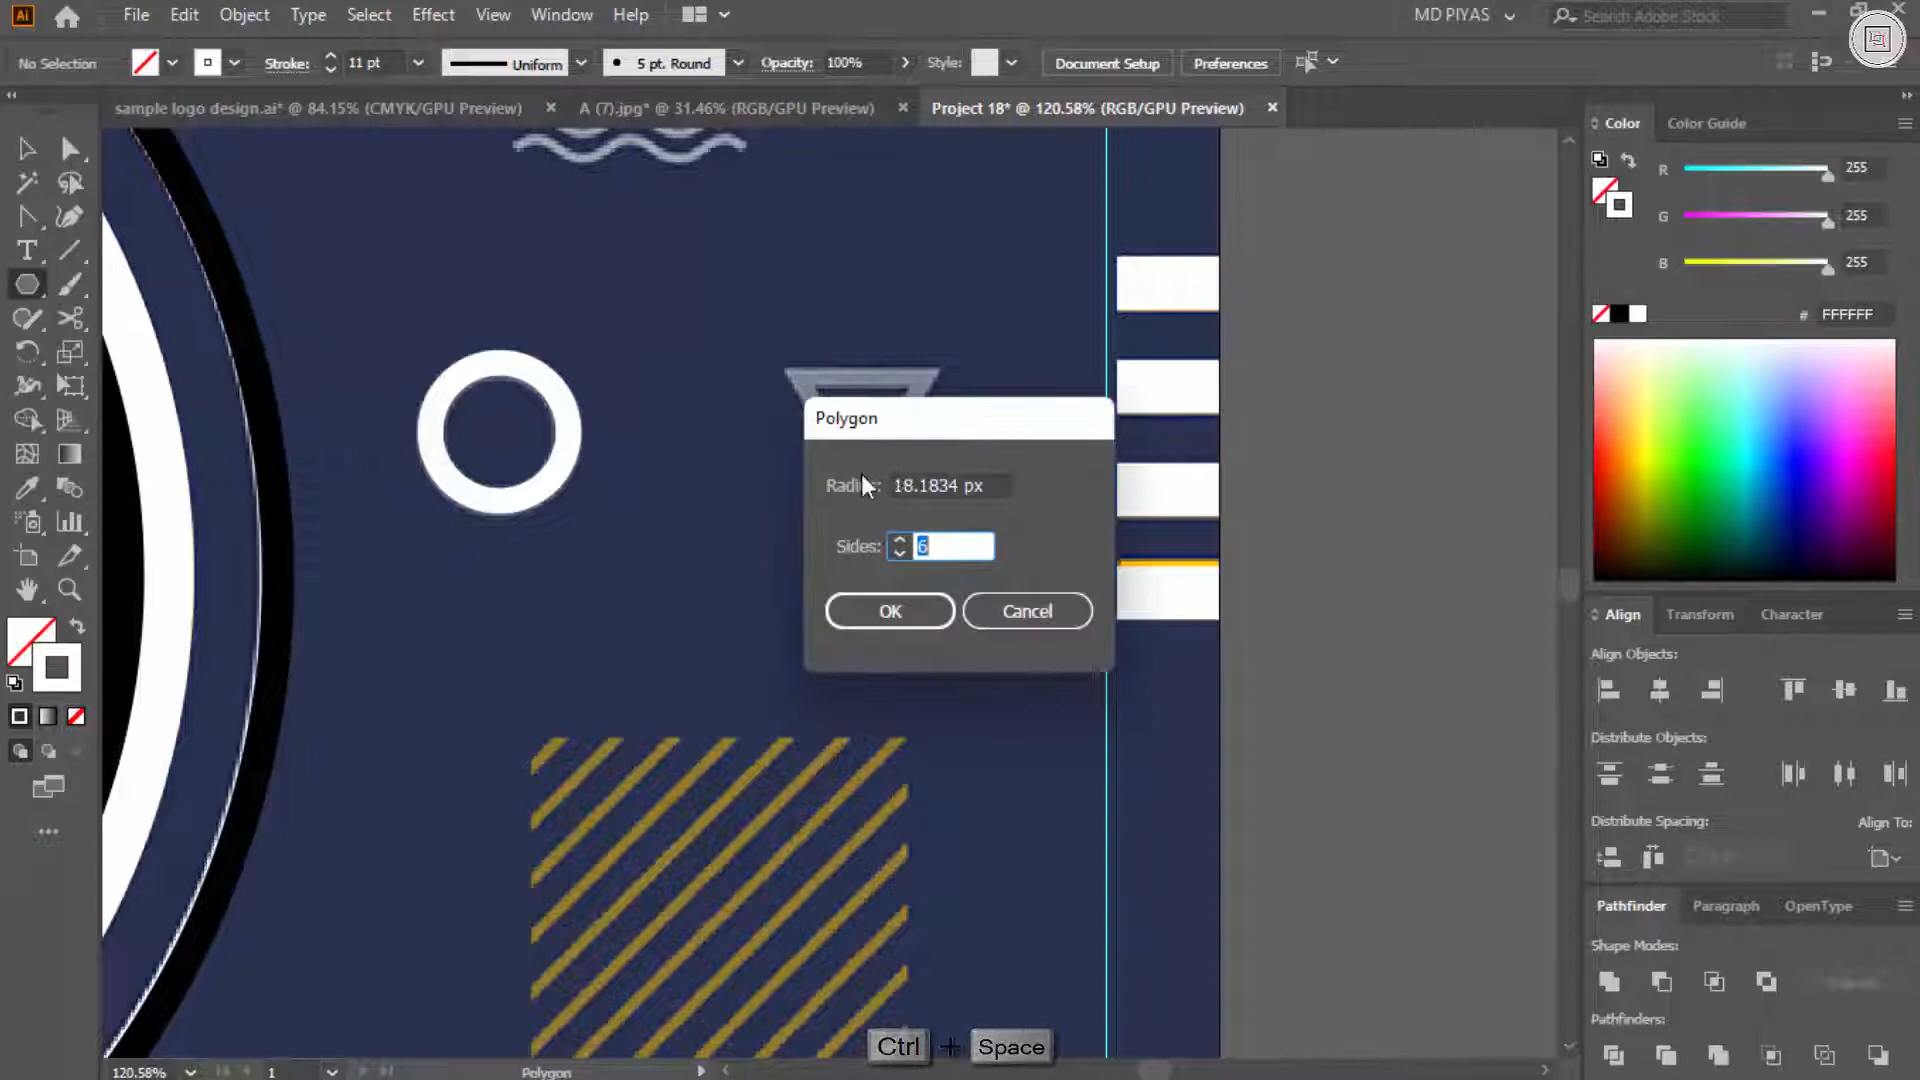 Ai File Edit Object Type Select Effect View Window Help MD PIYAS Search Adobe Stock
No Selection Stroke: 11 pt Uniform 5 pt. Round Opacity: 100% Style: Document Setup Preferences
sample logo design.ai* @ 84.15% (CMYK/GPU Preview) A (7).jpg* @ 31.46% (RGB/GPU Preview) Project 18* @ 120.58% (RGB/GPU Preview)
Color Color Guide
R 255
G 255
B 255
# FFFFFF
Polygon
Radius: 18.1834 px
Sides: 6
OK Cancel
Align Transform Character
Align Objects:
Distribute Objects:
Distribute Spacing: Align To:
Pathfinder Paragraph OpenType
Shape Modes:
Pathfinders:
Ctrl + Space
120.58% 1 Polygon